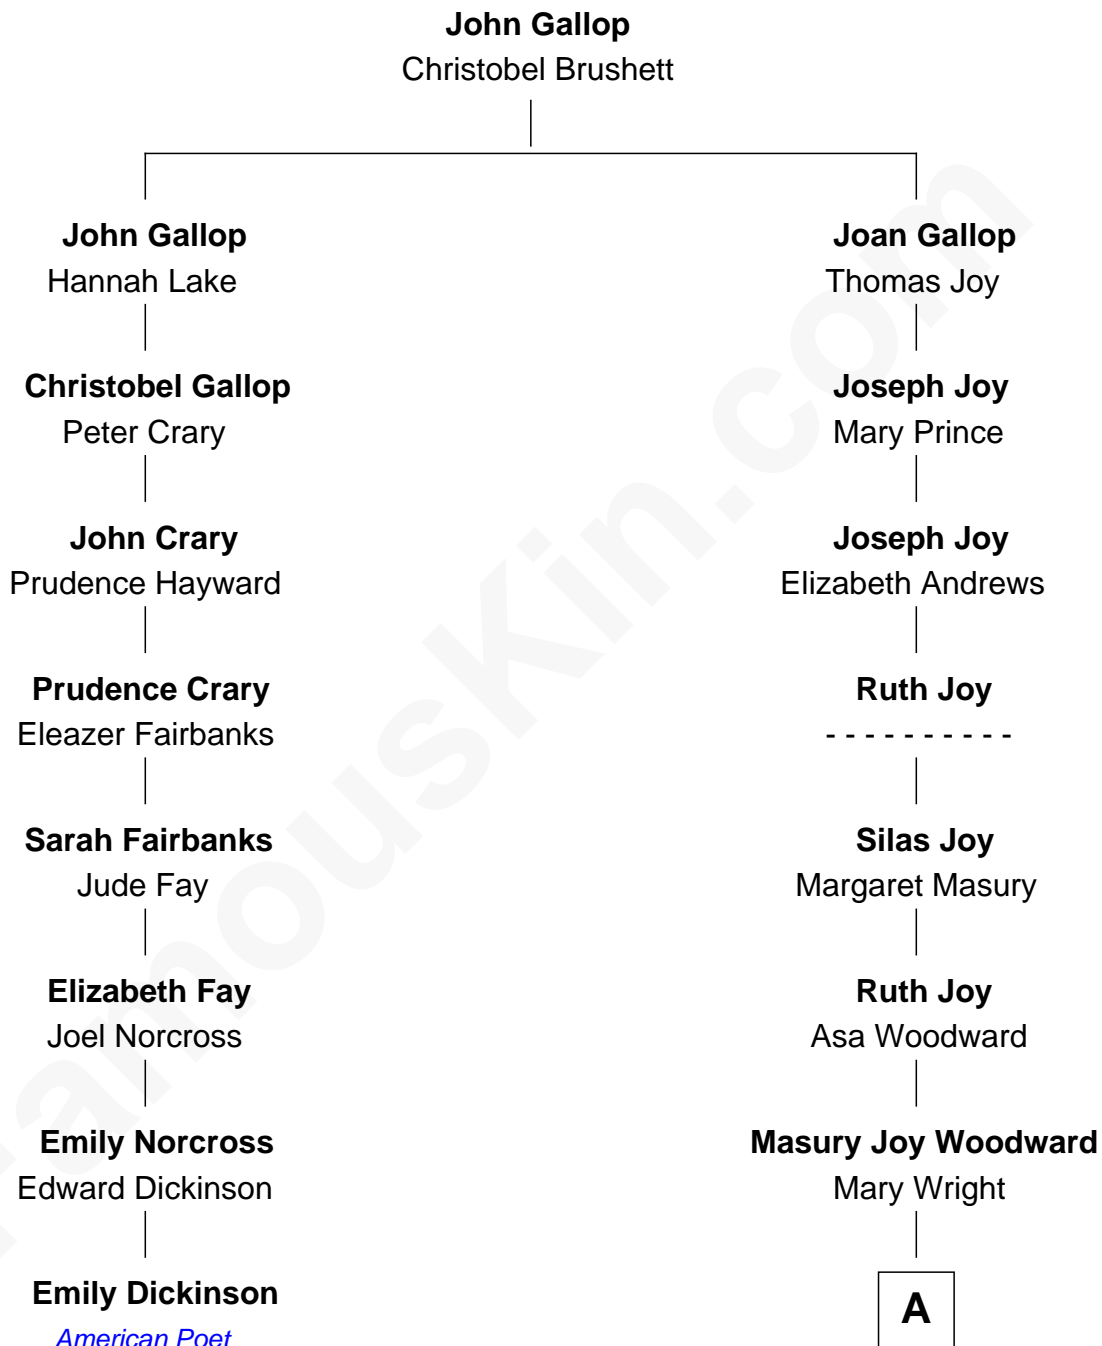 John Gallop
Christobel Brushett
John Gallop
Hannah Lake
Joan Gallop
Thomas Joy
Christobel Gallop
Peter Crary
Joseph Joy
Mary Prince
John Crary
Prudence Hayward
Joseph Joy
Elizabeth Andrews
Prudence Crary
Eleazer Fairbanks
Ruth Joy
- - - - - - - - - -
Sarah Fairbanks
Jude Fay
Silas Joy
Margaret Masury
Elizabeth Fay
Joel Norcross
Ruth Joy
Asa Woodward
Emily Norcross
Edward Dickinson
Masury Joy Woodward
Mary Wright
Emily Dickinson
American Poet
A
FamousKin.com